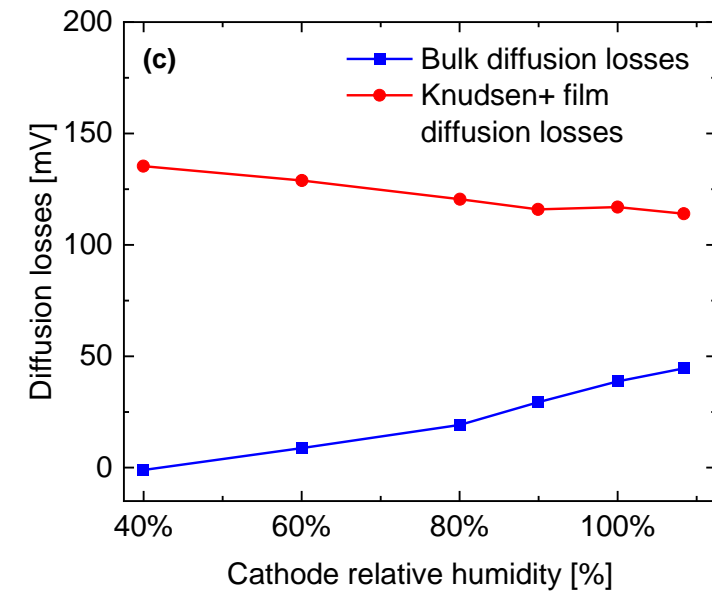 (c)
Bulk diffusion losses
Knudsen+ film
diffusion losses
Diffusion losses [mV]
200
150
100
50
0
40%
60%
80%
100%
Cathode relative humidity [%]